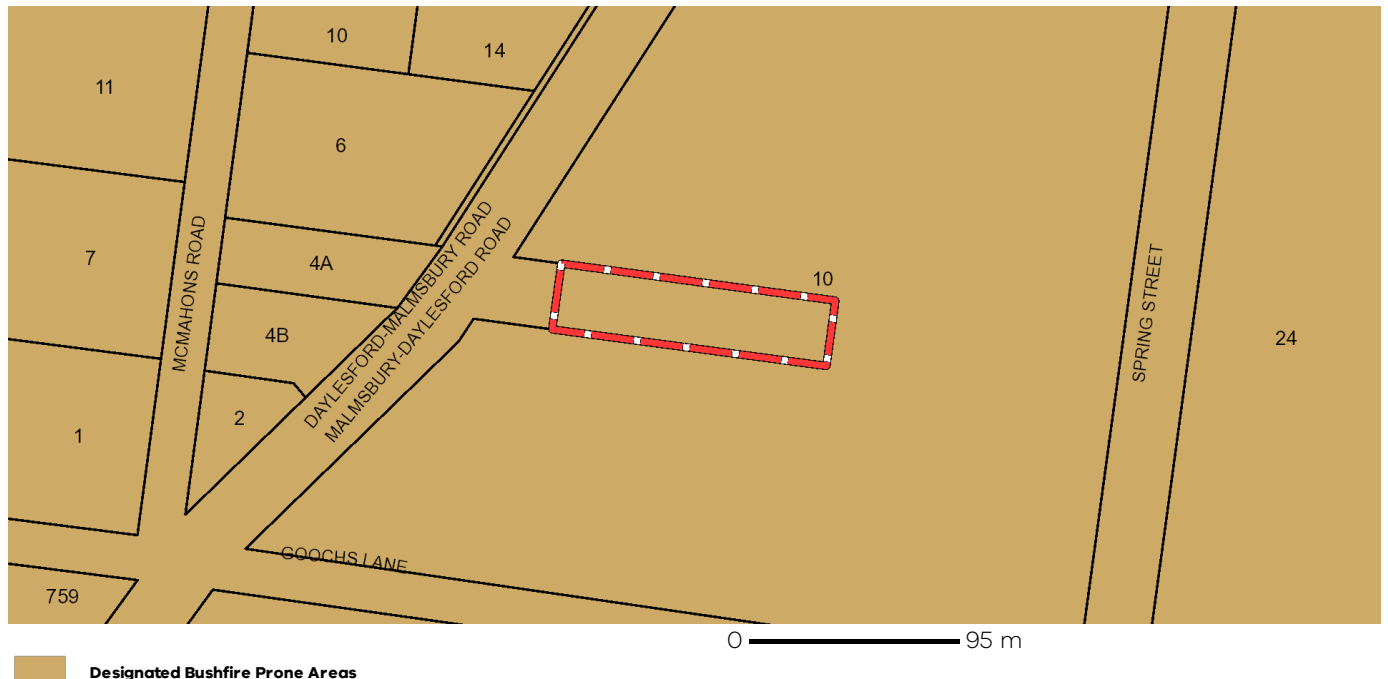 10
14
11
6
DAYLESFORD-MALMSBURY ROAD
MALMSBURY-DAYLESFORD ROAD
MCMAHONS ROAD
7
4A
10
SPRING STREET
4B
24
2
1
GOOCHS LANE
759
0 95 m
Designated Bushfire Prone Areas